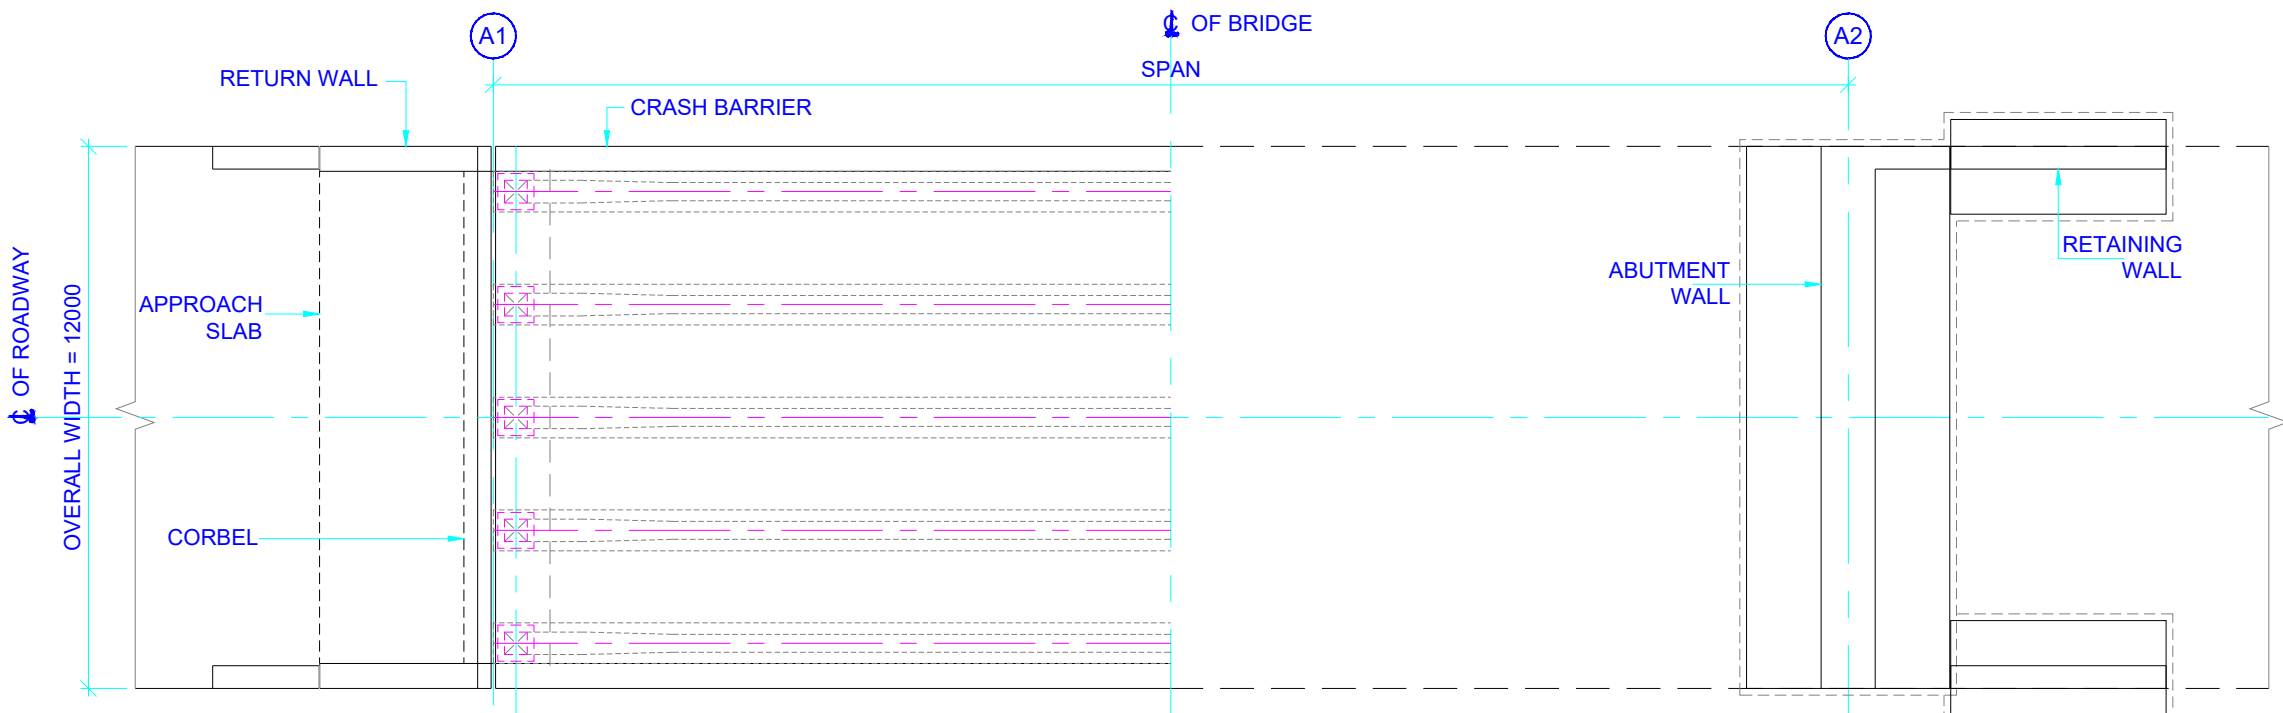 A1
℄ OF BRIDGE
A2
SPAN
RETURN WALL
CRASH BARRIER
RETAINING
WALL
ABUTMENT
WALL
APPROACH
SLAB
℄ OF ROADWAY
OVERALL WIDTH = 12000
CORBEL